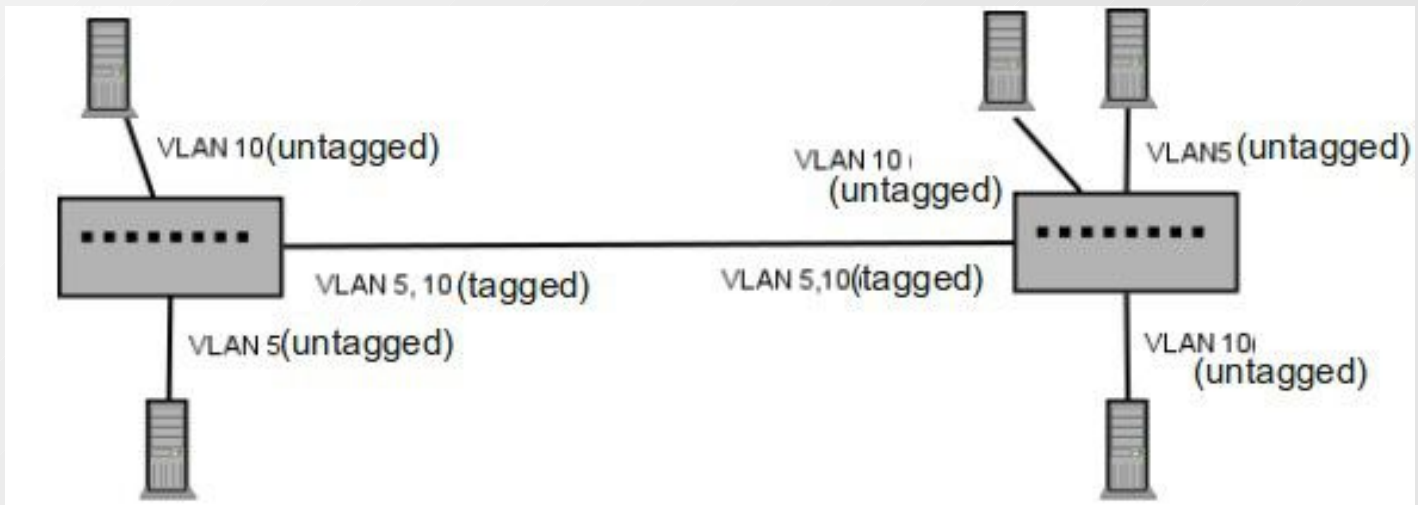 VLAN 10(untagged)
VLAN 10
(untagged)
VLAN5 (untagged)
VLAN 5, 10 (tagged)
VLAN 5,10(tagged)
VLAN 5(untagged)
VLAN 10(
(untagged)